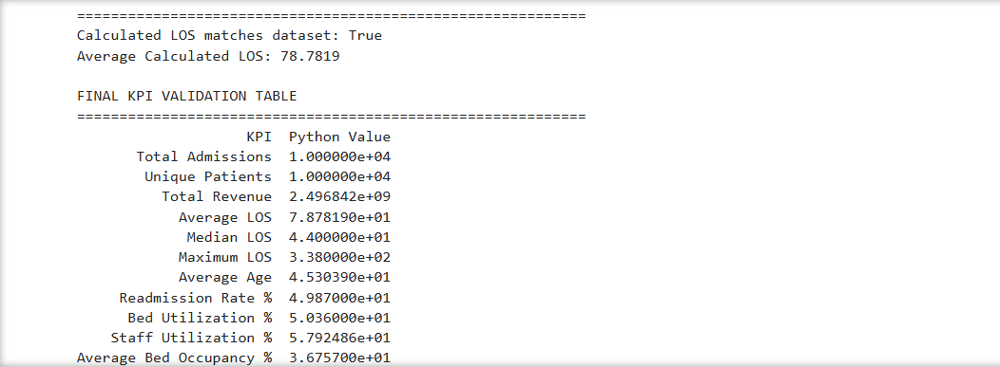 ============================================================
Calculated LOS matches dataset: True
Average Calculated LOS: 78.7819
FINAL KPI VALIDATION TABLE
============================================================
KPI  Python Value
Total Admissions  1.000000e+04
Unique Patients  1.000000e+04
Total Revenue  2.496842e+09
Average LOS  7.878190e+01
Median LOS  4.400000e+01
Maximum LOS  3.380000e+02
Average Age  4.530390e+01
Readmission Rate %  4.987000e+01
Bed Utilization %  5.036000e+01
Staff Utilization %  5.792486e+01
Average Bed Occupancy %  3.675700e+01